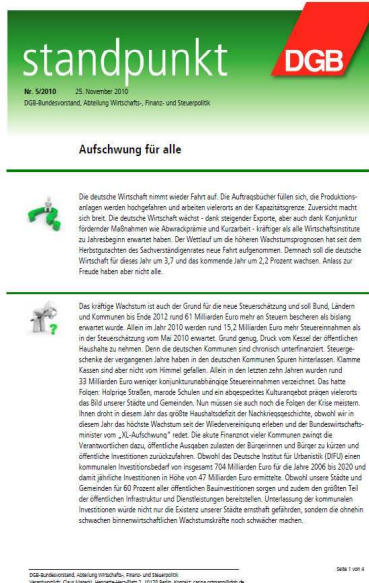 standpunkt
DGB
Nr. 5/2010 25. November 2010
DGB-Bundesvorstand, Abteilung Wirtschafts-, Finanz- und Steuerpolitik
Aufschwung für alle
Die deutsche Wirtschaft nimmt wieder Fahrt auf. Die Auftragsbücher füllen sich, die Produktions-
anlagen werden hochgefahren und arbeiten vielerorts an der Kapazitätsgrenze. Zuversicht macht
sich breit. Die deutsche Wirtschaft wächst - dank steigender Exporte, aber auch dank Konjunktur
fördernder Maßnahmen wie Abwrackprämie und Kurzarbeit - kräftiger als alle Wirtschaftsinstitute
zu Jahresbeginn erwartet haben. Der Wettlauf um die höheren Wachstumsprognosen hat seit dem
Herbstgutachten des Sachverständigenrates neue Fahrt aufgenommen. Demnach soll die deutsche
Wirtschaft für dieses Jahr um 3,7 und das kommende Jahr um 2,2 Prozent wachsen. Anlass zur
Freude haben aber nicht alle.
Das kräftige Wachstum ist auch der Grund für die neue Steuerschätzung und soll Bund, Ländern
und Kommunen bis Ende 2012 rund 61 Milliarden Euro mehr an Steuern bescheren als bislang
erwartet wurde. Allein im Jahr 2010 werden rund 15,2 Milliarden Euro mehr Steuereinnahmen als
in der Steuerschätzung vom Mai 2010 erwartet. Grund genug, Druck vom Kessel der öffentlichen
Haushalte zu nehmen. Denn die deutschen Kommunen sind chronisch unterfinanziert. Steuerge-
schenke der vergangenen Jahre haben in den deutschen Kommunen Spuren hinterlassen. Klamme
Kassen sind aber nicht vom Himmel gefallen. Allein in den letzten zehn Jahren wurden rund
33 Milliarden Euro weniger konjunkturunabhängige Steuereinnahmen verzeichnet. Das hatte
Folgen: Holprige Straßen, marode Schulen und ein abgespecktes Kulturangebot prägen vielerorts
das Bild unserer Städte und Gemeinden. Nun müssen sie auch noch die Folgen der Krise meistern.
Ihnen droht in diesem Jahr das größte Haushaltsdefizit der Nachkriegsgeschichte, obwohl wir in
diesem Jahr das höchste Wachstum seit der Wiedervereinigung erleben und der Bundeswirtschafts-
minister vom „XL-Aufschwung" redet. Die akute Finanznot vieler Kommunen zwingt die
Verantwortlichen dazu, öffentliche Ausgaben zulasten der Bürgerinnen und Bürger zu kürzen und
öffentliche Investitionen zurückzufahren. Obwohl das Deutsche Institut für Urbanistik (DIFU) einen
kommunalen Investitionsbedarf von insgesamt 704 Milliarden Euro für die Jahre 2006 bis 2020 und
damit jährliche Investitionen in Höhe von 47 Milliarden Euro ermittelte. Obwohl unsere Städte und
Gemeinden für 60 Prozent aller öffentlichen Bauinvestitionen sorgen und zudem den größten Teil
der öffentlichen Infrastruktur und Dienstleistungen bereitstellen. Unterlassung der kommunalen
Investitionen würde nicht nur die Existenz unserer Städte ernsthaft gefährden, sondern die ohnehin
schwachen binnenwirtschaftlichen Wachstumskräfte noch schwächer machen.
Seite 1 von 4
DGB-Bundesvorstand, Abteilung Wirtschafts-, Finanz- und Steuerpolitik
Verantwortlich: Claus Matecki, Henriette-Herz-Platz 2, 10178 Berlin, Kontakt: